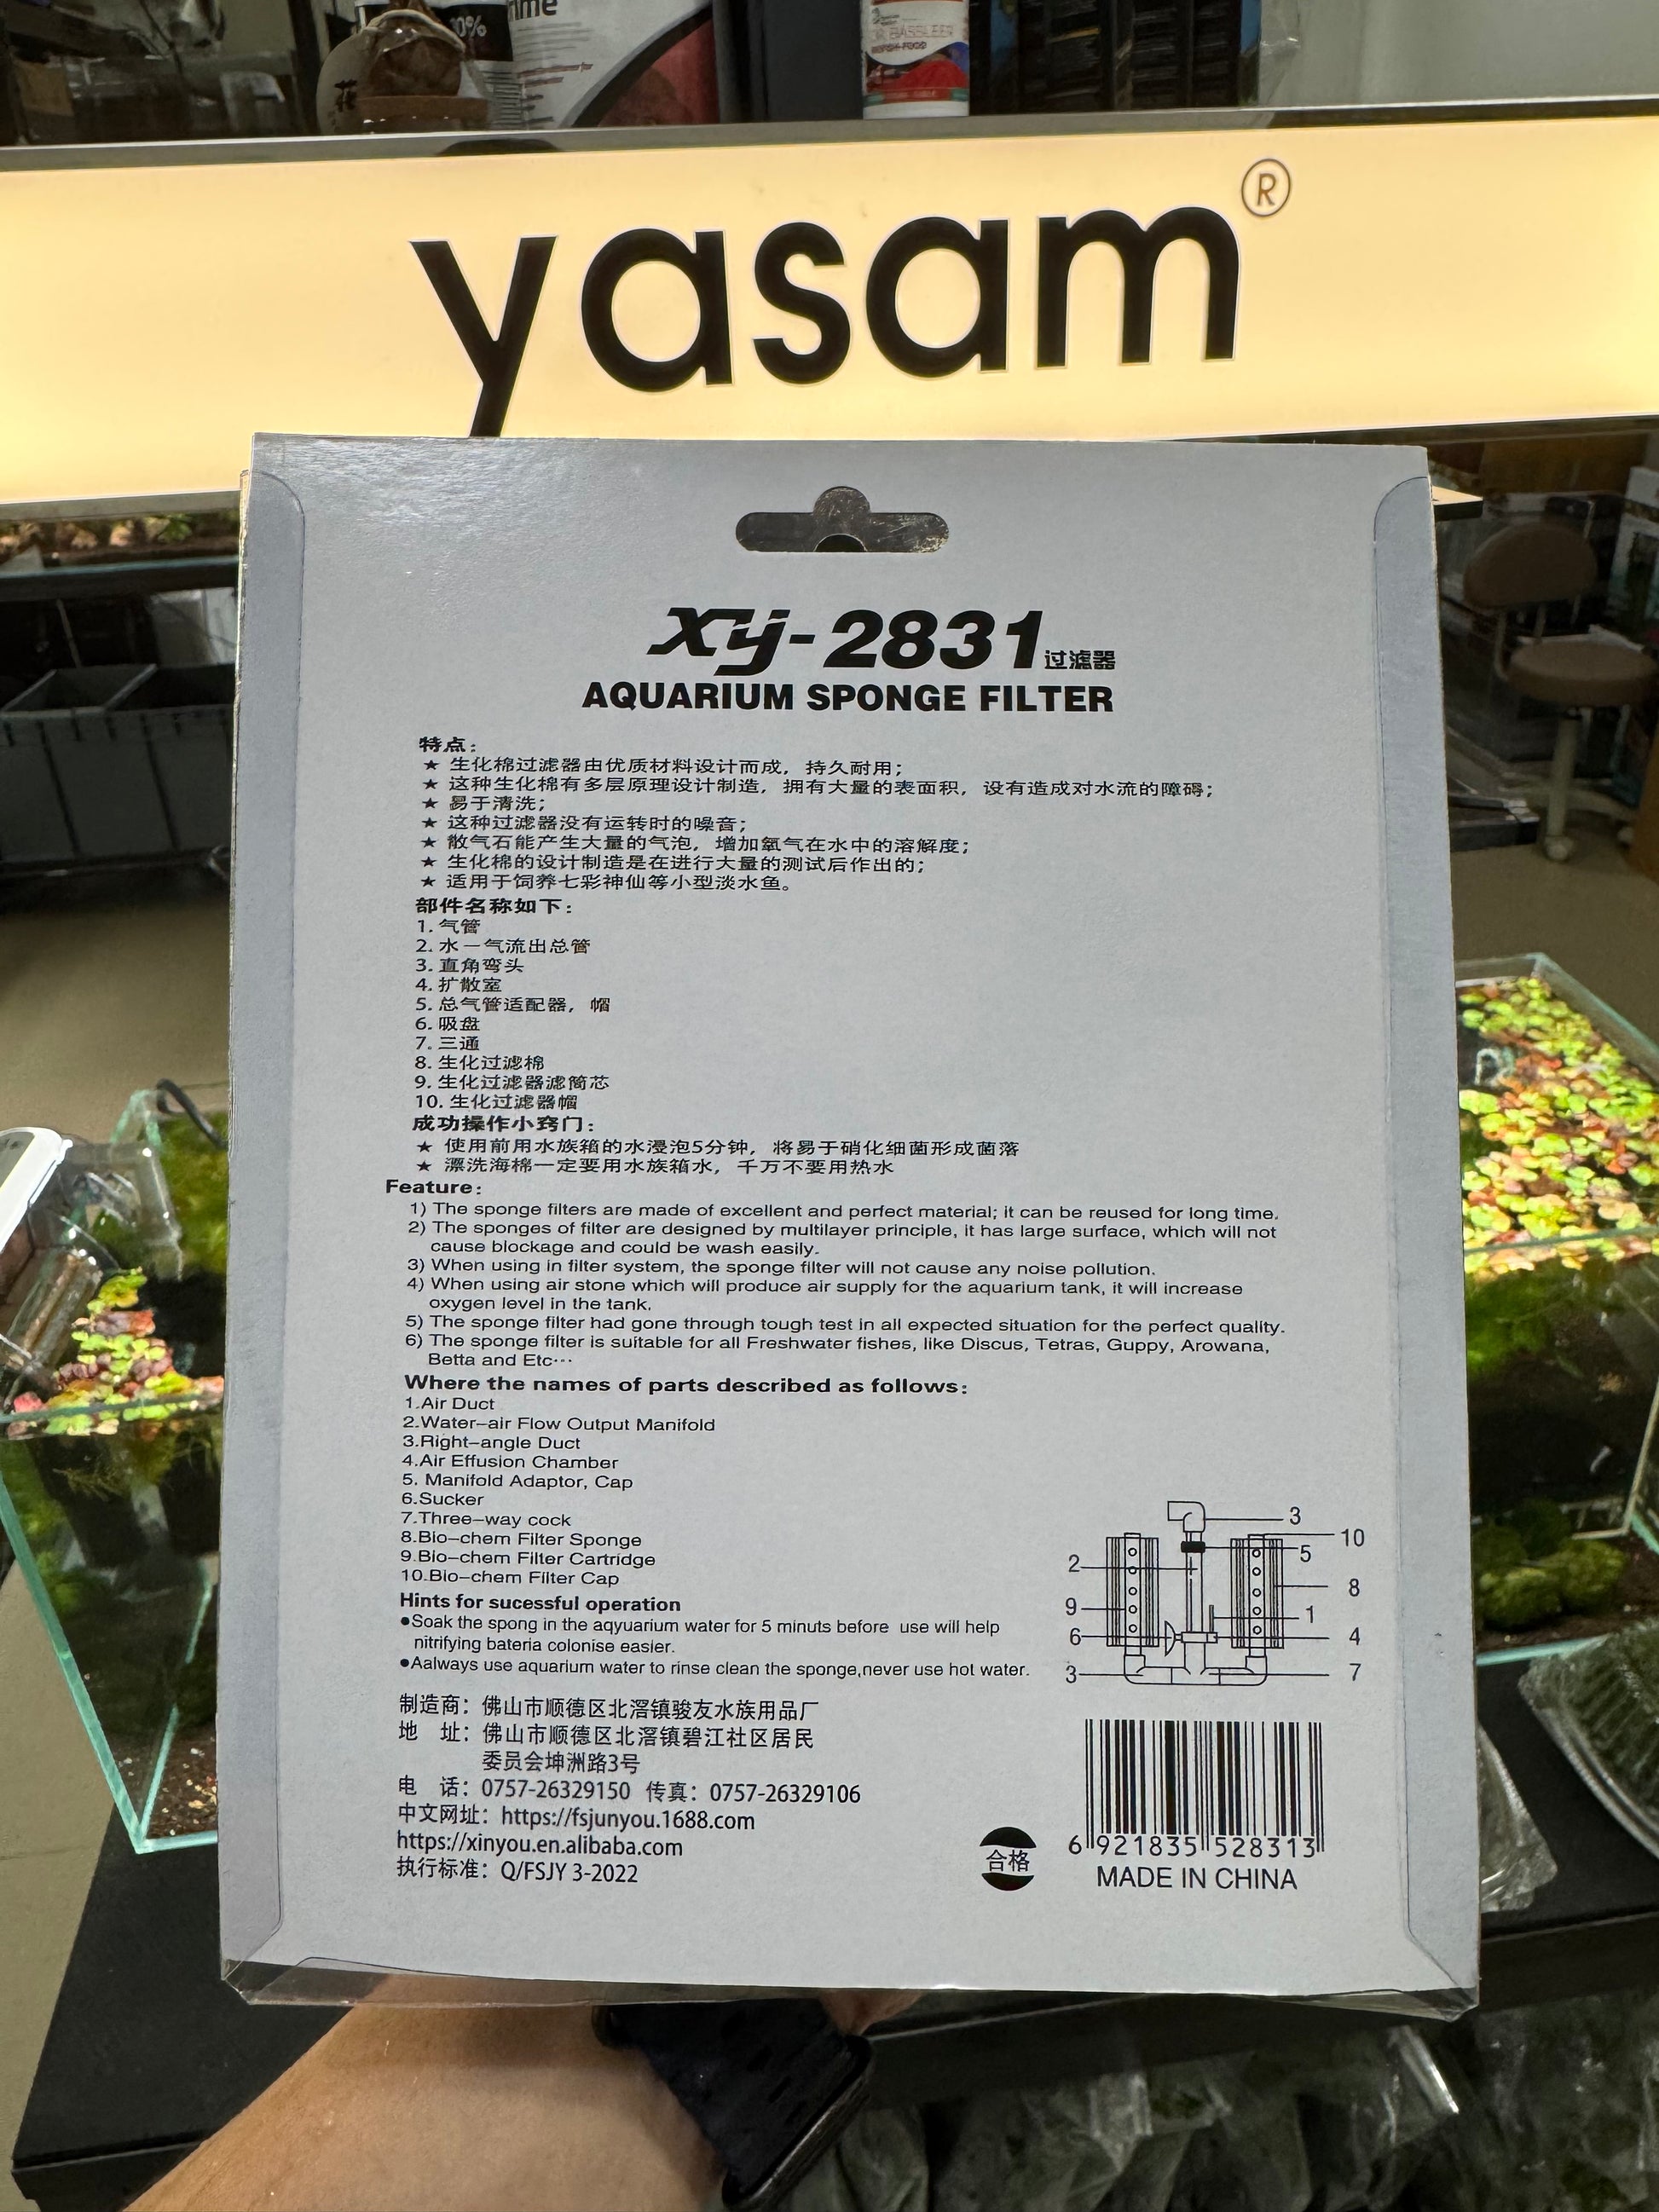 10%
花
yasam®
xy-2831 过滤器
AQUARIUM SPONGE FILTER
特点：
★ 生化棉过滤器由优质材料设计而成，持久耐用；
★ 这种生化棉有多层原理设计制造，拥有大量的表面积，设有造成对水流的障碍；
★ 易于清洗；
★ 这种过滤器没有运转时的噪音；
★ 散气石能产生大量的气泡，增加氧气在水中的溶解度；
★ 生化棉的设计制造是在进行大量的测试后作出的；
★ 适用于饲养七彩神仙等小型淡水鱼。
部件名称如下：
1. 气管
2. 水－气流出总管
3. 直角弯头
4. 扩散室
5. 总气管适配器，帽
6. 吸盘
7. 三通
8. 生化过滤棉
9. 生化过滤器滤筒芯
10. 生化过滤器帽
成功操作小窍门：
★ 使用前用水族箱的水浸泡5分钟，将易于硝化细菌形成菌落
★ 漂洗海棉一定要用水族箱水，千万不要用热水
Feature：
1) The sponge filters are made of excellent and perfect material; it can be reused for long time.
2) The sponges of filter are designed by multilayer principle, it has large surface, which will not
cause blockage and could be wash easily.
3) When using in filter system, the sponge filter will not cause any noise pollution.
4) When using air stone which will produce air supply for the aquarium tank, it will increase
oxygen level in the tank.
5) The sponge filter had gone through tough test in all expected situation for the perfect quality.
6) The sponge filter is suitable for all Freshwater fishes, like Discus, Tetras, Guppy, Arowana,
Betta and Etc···
Where the names of parts described as follows：
1.Air Duct
2.Water–air Flow Output Manifold
3.Right–angle Duct
4.Air Effusion Chamber
5. Manifold Adaptor, Cap
6.Sucker
7.Three–way cock
8.Bio–chem Filter Sponge
9.Bio–chem Filter Cartridge
10.Bio–chem Filter Cap
Hints for sucessful operation
●Soak the spong in the aqyuarium water for 5 minuts before use will help
nitrifying bateria colonise easier.
●Aalways use aquarium water to rinse clean the sponge,never use hot water.
3
10
5
2
8
9
1
6
4
3
7
制造商：佛山市顺德区北滘镇骏友水族用品厂
地 址：佛山市顺德区北滘镇碧江社区居民
委员会坤洲路3号
电 话：0757-26329150 传真：0757-26329106
中文网址：https://fsjunyou.1688.com
https://xinyou.en.alibaba.com
执行标准：Q/FSJY 3-2022
合格
6 921835 528313
MADE IN CHINA